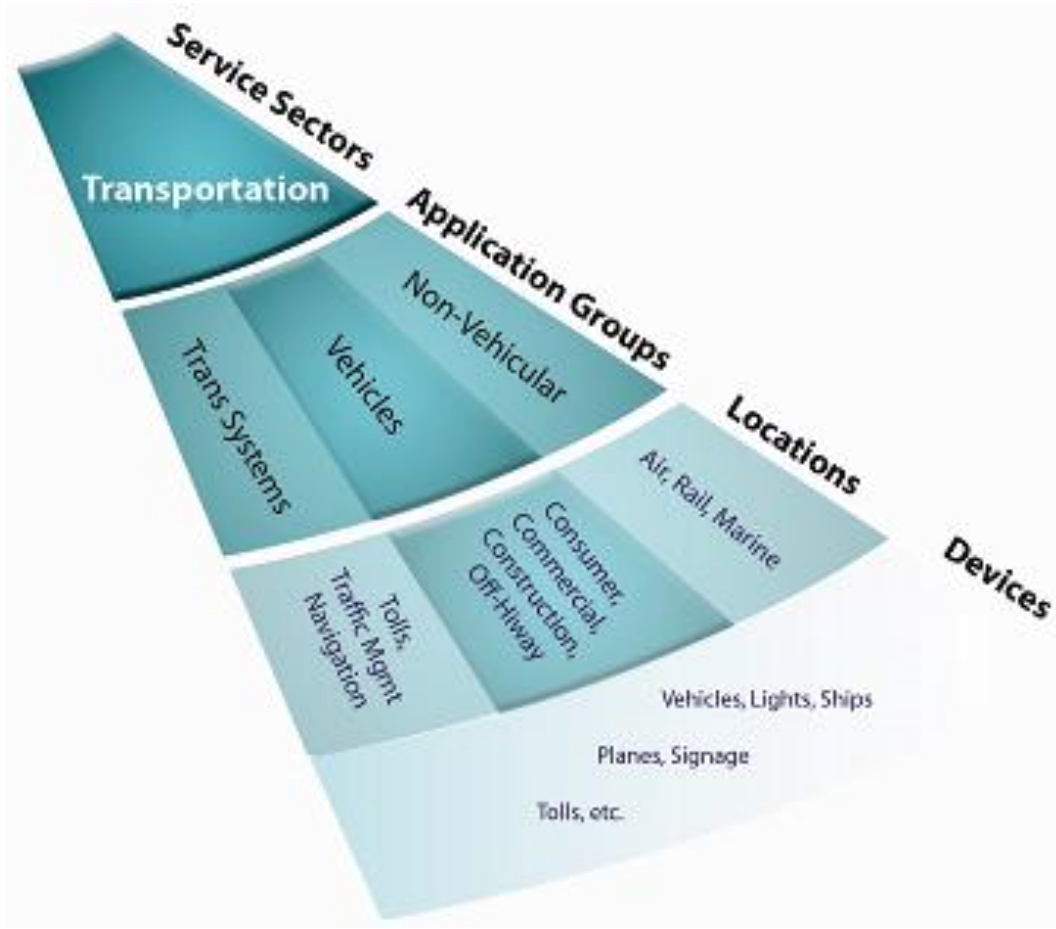 Service Sectors
Transportation
Application Groups
Non-Vehicular
Vehicles
Trans Systems
Locations
Air, Rail, Marine
Consumer,
Commercial,
Construction,
Off-Hiway
Tolls,
Traffic Mgmt
Navigation
Devices
Vehicles, Lights, Ships
Planes, Signage
Tolls, etc.